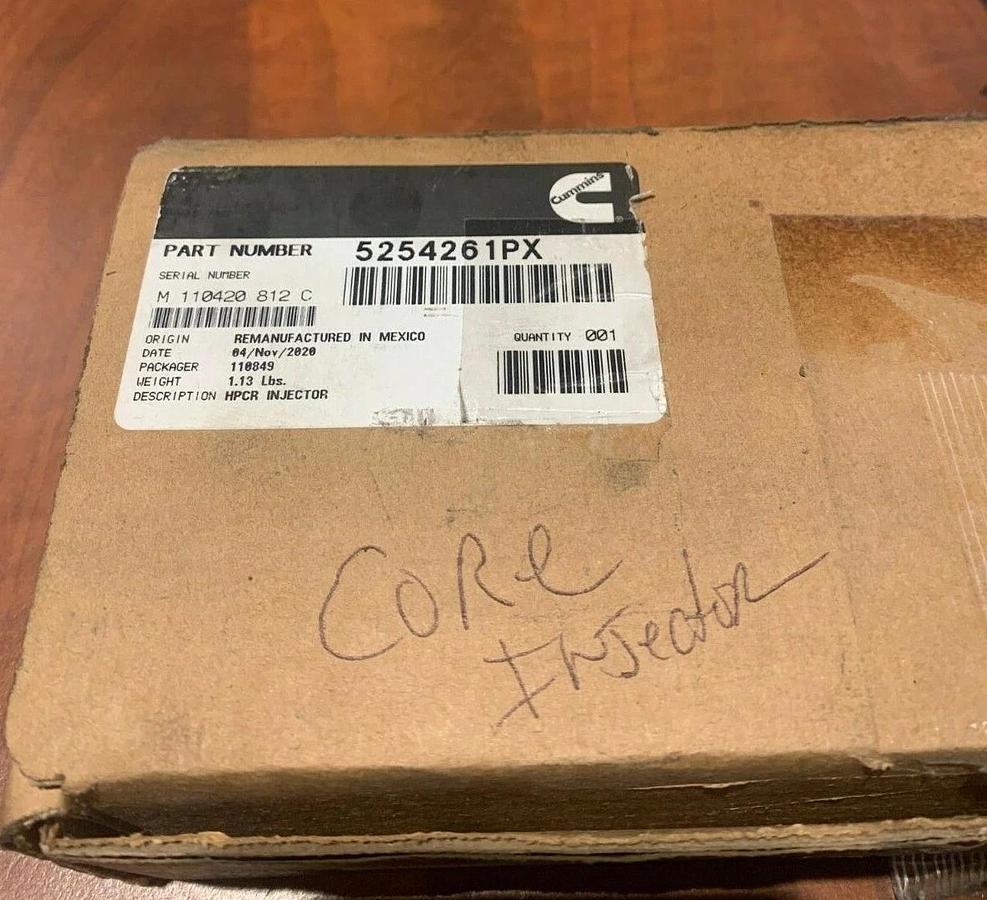 Cummins
PART NUMBER 5254261PX
SERIAL NUMBER
M 110420 812 C
ORIGIN REMANUFACTURED IN MEXICO
DATE 04/Nov/2020
PACKAGER 110849
WEIGHT 1.13 Lbs.
DESCRIPTION HPCR INJECTOR
QUANTITY 001
CoRe
Injector